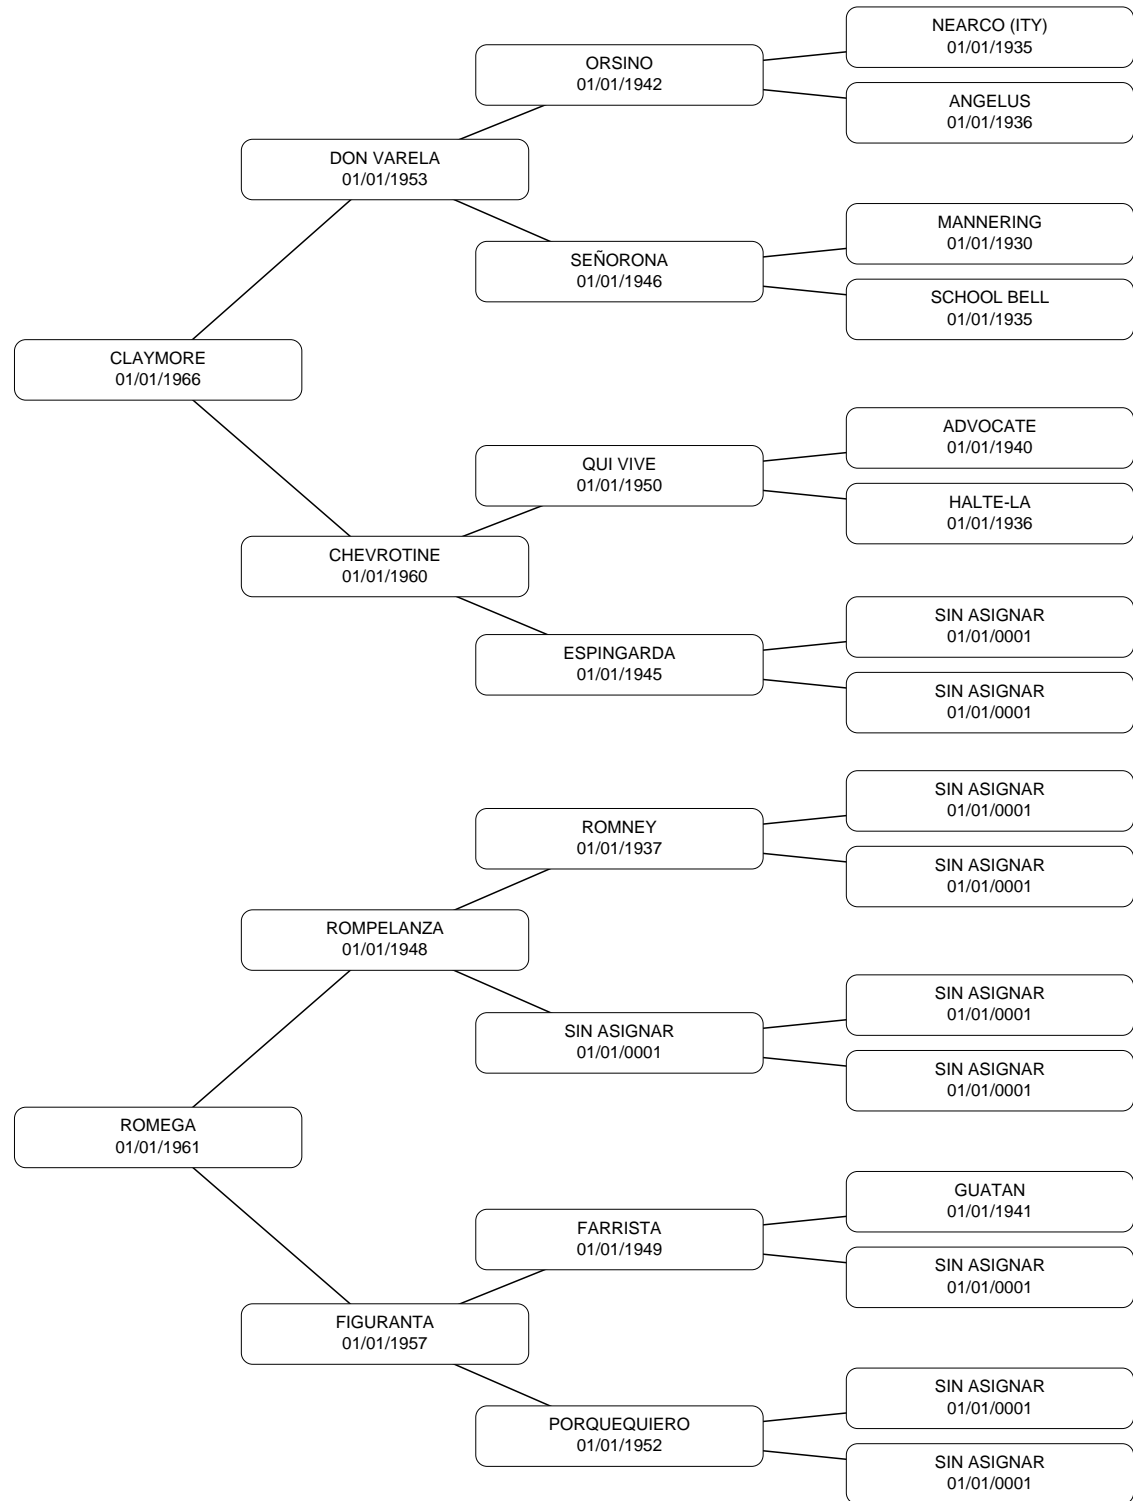 NEARCO (ITY)
01/01/1935
ORSINO
01/01/1942
ANGELUS
01/01/1936
DON VARELA
01/01/1953
MANNERING
01/01/1930
SEÑORONA
01/01/1946
SCHOOL BELL
01/01/1935
CLAYMORE
01/01/1966
ADVOCATE
01/01/1940
QUI VIVE
01/01/1950
HALTE-LA
01/01/1936
CHEVROTINE
01/01/1960
SIN ASIGNAR
01/01/0001
ESPINGARDA
01/01/1945
SIN ASIGNAR
01/01/0001
SIN ASIGNAR
01/01/0001
ROMNEY
01/01/1937
SIN ASIGNAR
01/01/0001
ROMPELANZA
01/01/1948
SIN ASIGNAR
01/01/0001
SIN ASIGNAR
01/01/0001
SIN ASIGNAR
01/01/0001
ROMEGA
01/01/1961
GUATAN
01/01/1941
FARRISTA
01/01/1949
SIN ASIGNAR
01/01/0001
FIGURANTA
01/01/1957
SIN ASIGNAR
01/01/0001
PORQUEQUIERO
01/01/1952
SIN ASIGNAR
01/01/0001